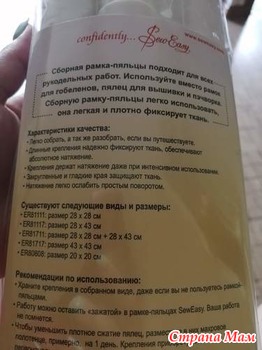 confidently... SewEasy
Сборная рамка-пяльцы подходит для всех
рукодельных работ. Используйте вместо рамок
для гобеленов, пялец для вышивки и пэчворка.
Сборную рамку-пяльцы легко использовать,
она легкая и плотно фиксирует ткань.
Характеристики качества:
• Легко собрать, а так же разобрать, если вы путешествуете.
• Длинные крепления надежно фиксируют ткань, обеспечивают
абсолютное натяжение.
• Крепления держат натяжение даже при интенсивном использовании.
• Закругленные и гладкие края защищают ткань.
• Натяжение легко ослабить простым поворотом.
Существуют следующие виды и размеры:
• ER81111: размер 28 x 28 см
• ER81117: размер 28 x 43 см
• ER81711: размер 28 x 28 см + 28 x 43 см
• ER81717: размер 43 x 43 см
• ER80808: размер 20 x 20 см
Рекомендации по использованию:
• Храните крепления в собранном виде, даже если вы не пользуетесь рамкой-
пяльцами.
• Работу можно оставить „зажатой“ в рамке-пяльцах SewEasy. Ваша работа
не помнется.
• Чтобы уменьшить плотное сжатие пялец,
полотенце, примерно, на 1 день.
Страна Мам